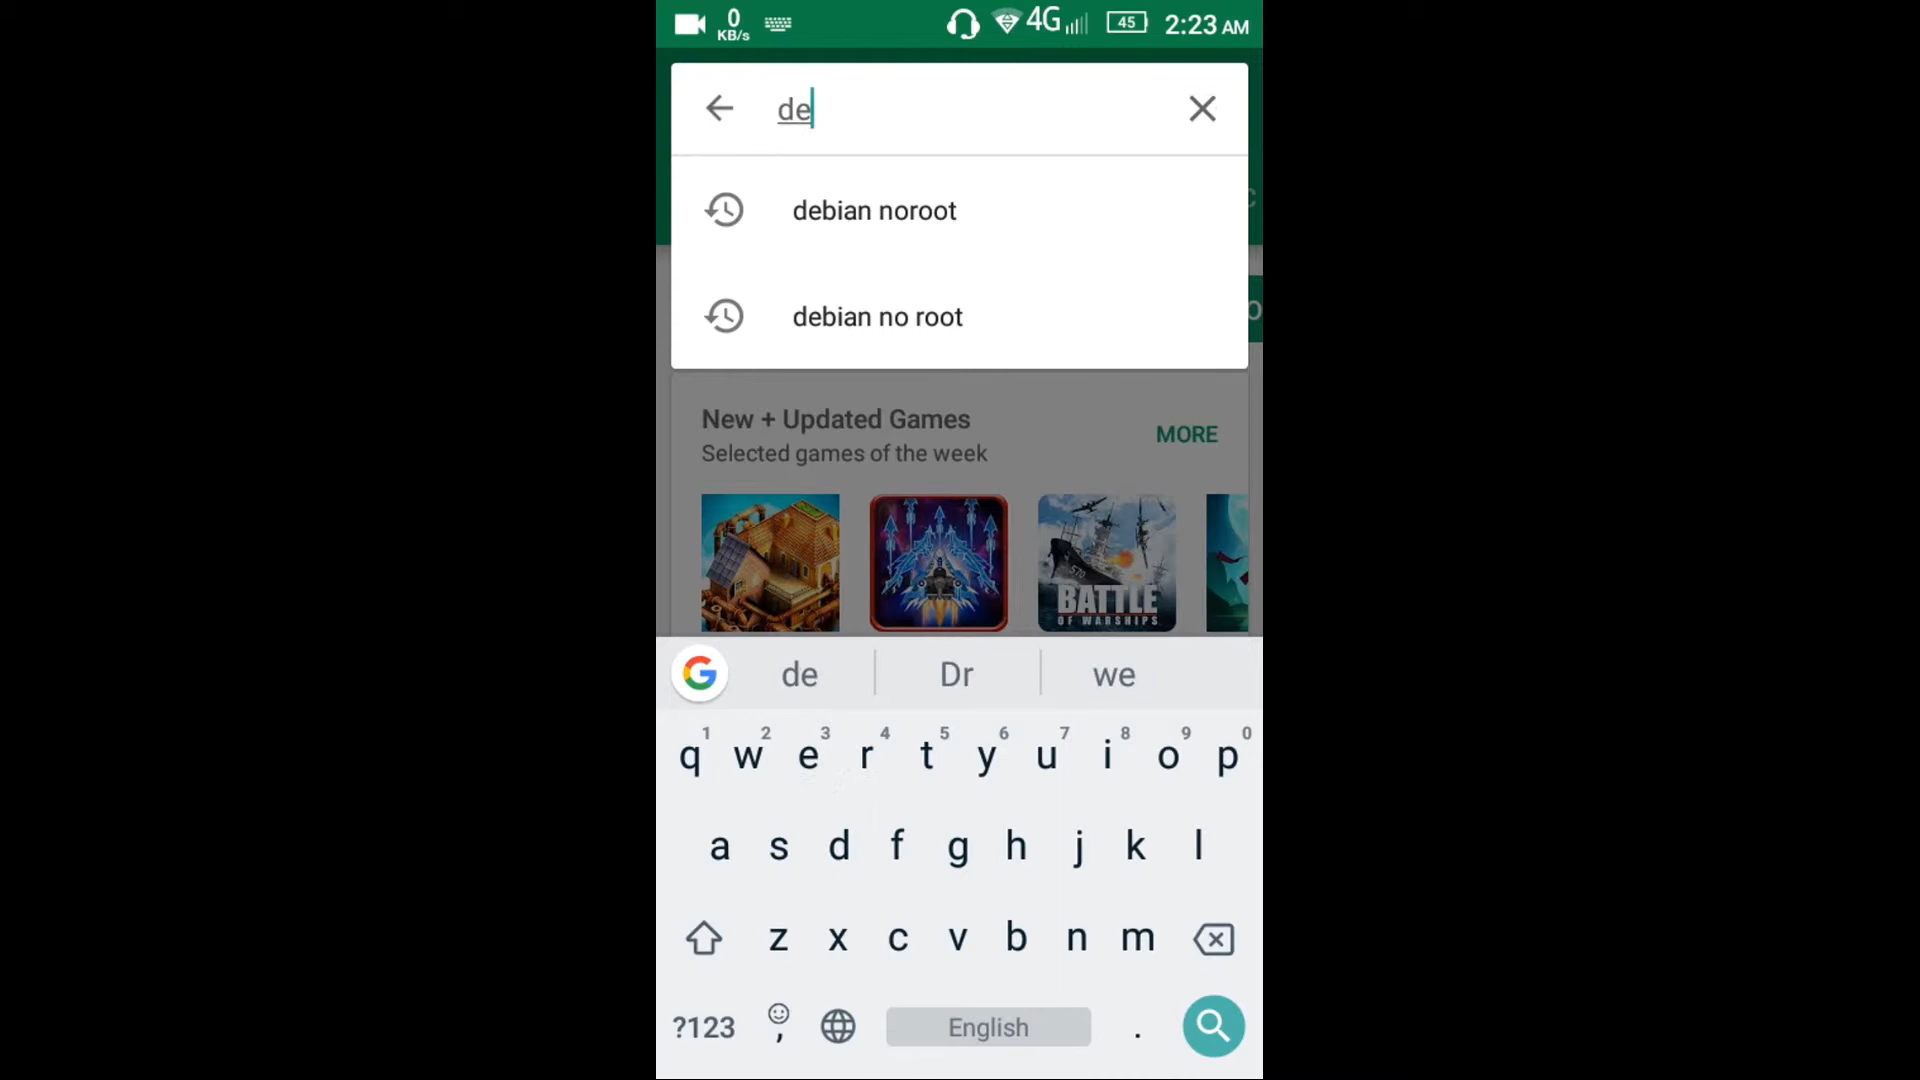 0 KB/s 4G 45 2:23 AM
de
debian noroot
debian no root
New + Updated Games
MORE
Selected games of the week
570
BATTLE
OF WARSHIPS
G de Dr we
1 2 3 4 5 6 7 8 9 0
q w e r t y u i o p
a s d f g h j k l
z x c v b n m
?123 , English .